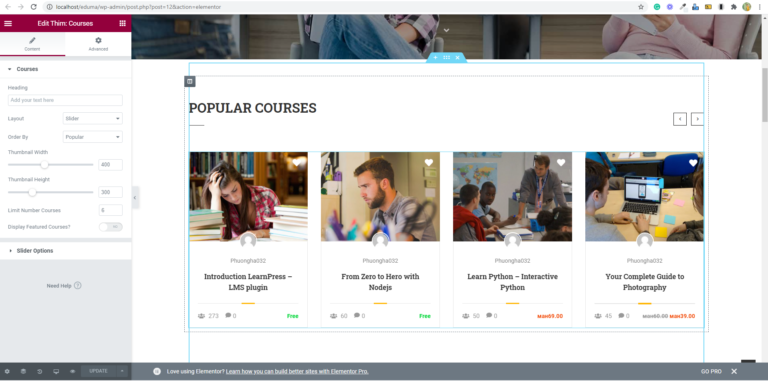 localhost/eduma/wp-admin/post.php?post=12&action=elementor
Edit Thim: Courses
Content
Advanced
Courses
Heading
Add your text here
Layout
Slider
Order By
Popular
Thumbnail Width
400
Thumbnail Height
300
Limit Number Courses
Display Featured Courses?
Slider Options
Need Help
UPDATE
POPULAR COURSES
Phuongha032
Introduction LearnPress –
LMS plugin
273
0
Free
Phuongha032
From Zero to Hero with
Nodejs
60
0
Free
Phuongha032
Learn Python – Interactive
Python
50
0
ман69.00
Phuongha032
Your Complete Guide to
Photography
45
0
ман60.00 ман39.00
Love using Elementor? Learn how you can build better sites with Elementor Pro.
GO PRO